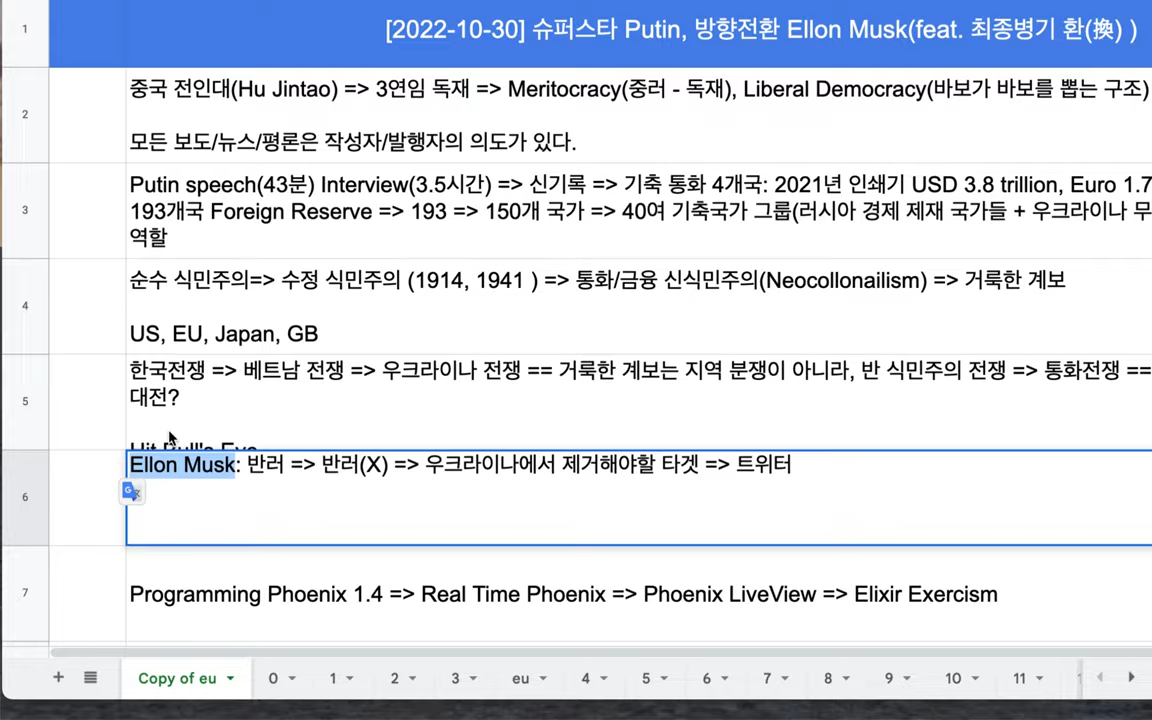 1
[2022-10-30] 슈퍼스타 Putin, 방향전환 Ellon Musk(feat. 최종병기 환(換) )
2
중국 전인대(Hu Jintao) => 3연임 독재 => Meritocracy(중러 - 독재), Liberal Democracy(바보가 바보를 뽑는 구조)
모든 보도/뉴스/평론은 작성자/발행자의 의도가 있다.
3
Putin speech(43분) Interview(3.5시간) => 신기록 => 기축 통화 4개국: 2021년 인쇄기 USD 3.8 trillion, Euro 1.7
193개국 Foreign Reserve => 193 => 150개 국가 => 40여 기축국가 그룹(러시아 경제 제재 국가들 + 우크라이나 무
역할
4
순수 식민주의=> 수정 식민주의 (1914, 1941 ) => 통화/금융 신식민주의(Neocollonailism) => 거룩한 계보
US, EU, Japan, GB
5
한국전쟁 => 베트남 전쟁 => 우크라이나 전쟁 == 거룩한 계보는 지역 분쟁이 아니라, 반 식민주의 전쟁 => 통화전쟁 ==
대전?
Hit Bull's Eye
6
Ellon Musk: 반러 => 반러(X) => 우크라이나에서 제거해야할 타겟 => 트위터
7
Programming Phoenix 1.4 => Real Time Phoenix => Phoenix LiveView => Elixir Exercism
Copy of eu 0 1 2 3 eu 4 5 6 7 8 9 10 11